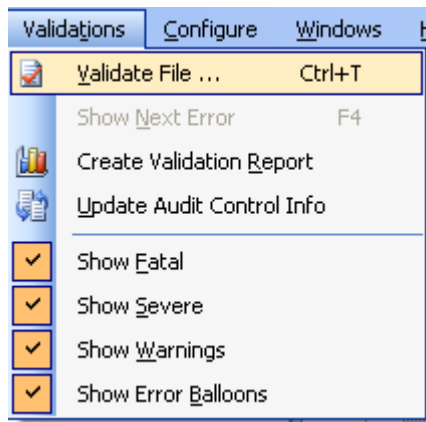 Validations Configure Windows
Validate File ... Ctrl+T
Show Next Error F4
Create Validation Report
Update Audit Control Info
Show Fatal
Show Severe
Show Warnings
Show Error Balloons